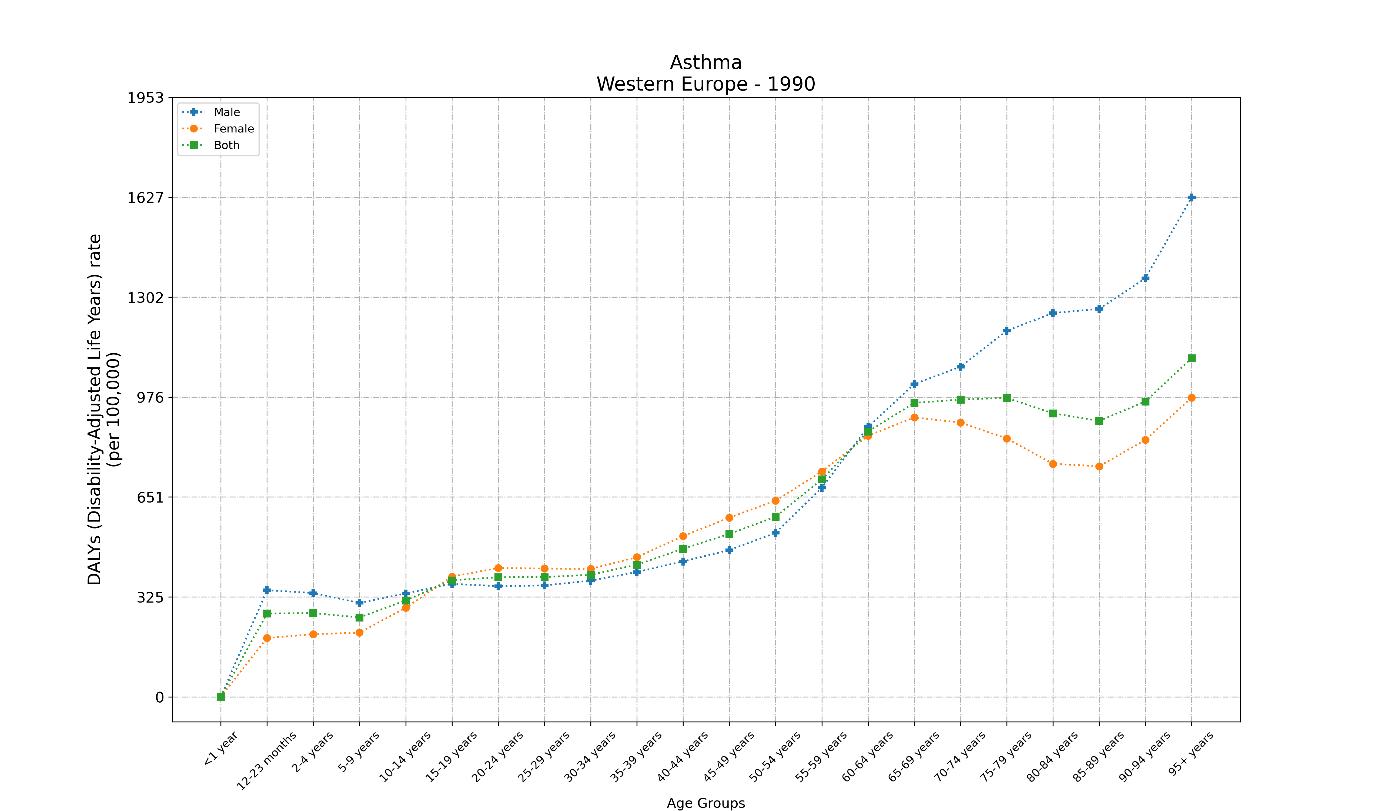 Asthma
Western Europe - 1990
Male
Female
Both
1953
1627
1302
976
651
325
0
DALYs (Disability-Adjusted Life Years) rate
(per 100,000)
<1 year
12-23 months
2-4 years
5-9 years
10-14 years
15-19 years
20-24 years
25-29 years
30-34 years
35-39 years
40-44 years
45-49 years
50-54 years
55-59 years
60-64 years
65-69 years
70-74 years
75-79 years
80-84 years
85-89 years
90-94 years
95+ years
Age Groups